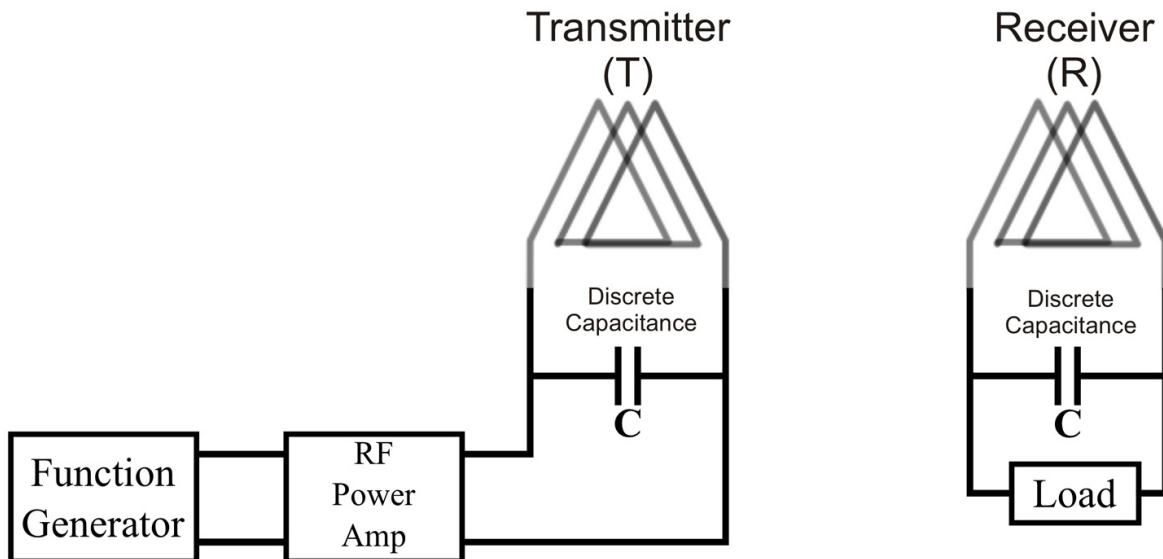 Transmitter
(T)
Receiver
(R)
Discrete
Capacitance
C
Discrete
Capacitance
C
Function
Generator
RF
Power
Amp
Load